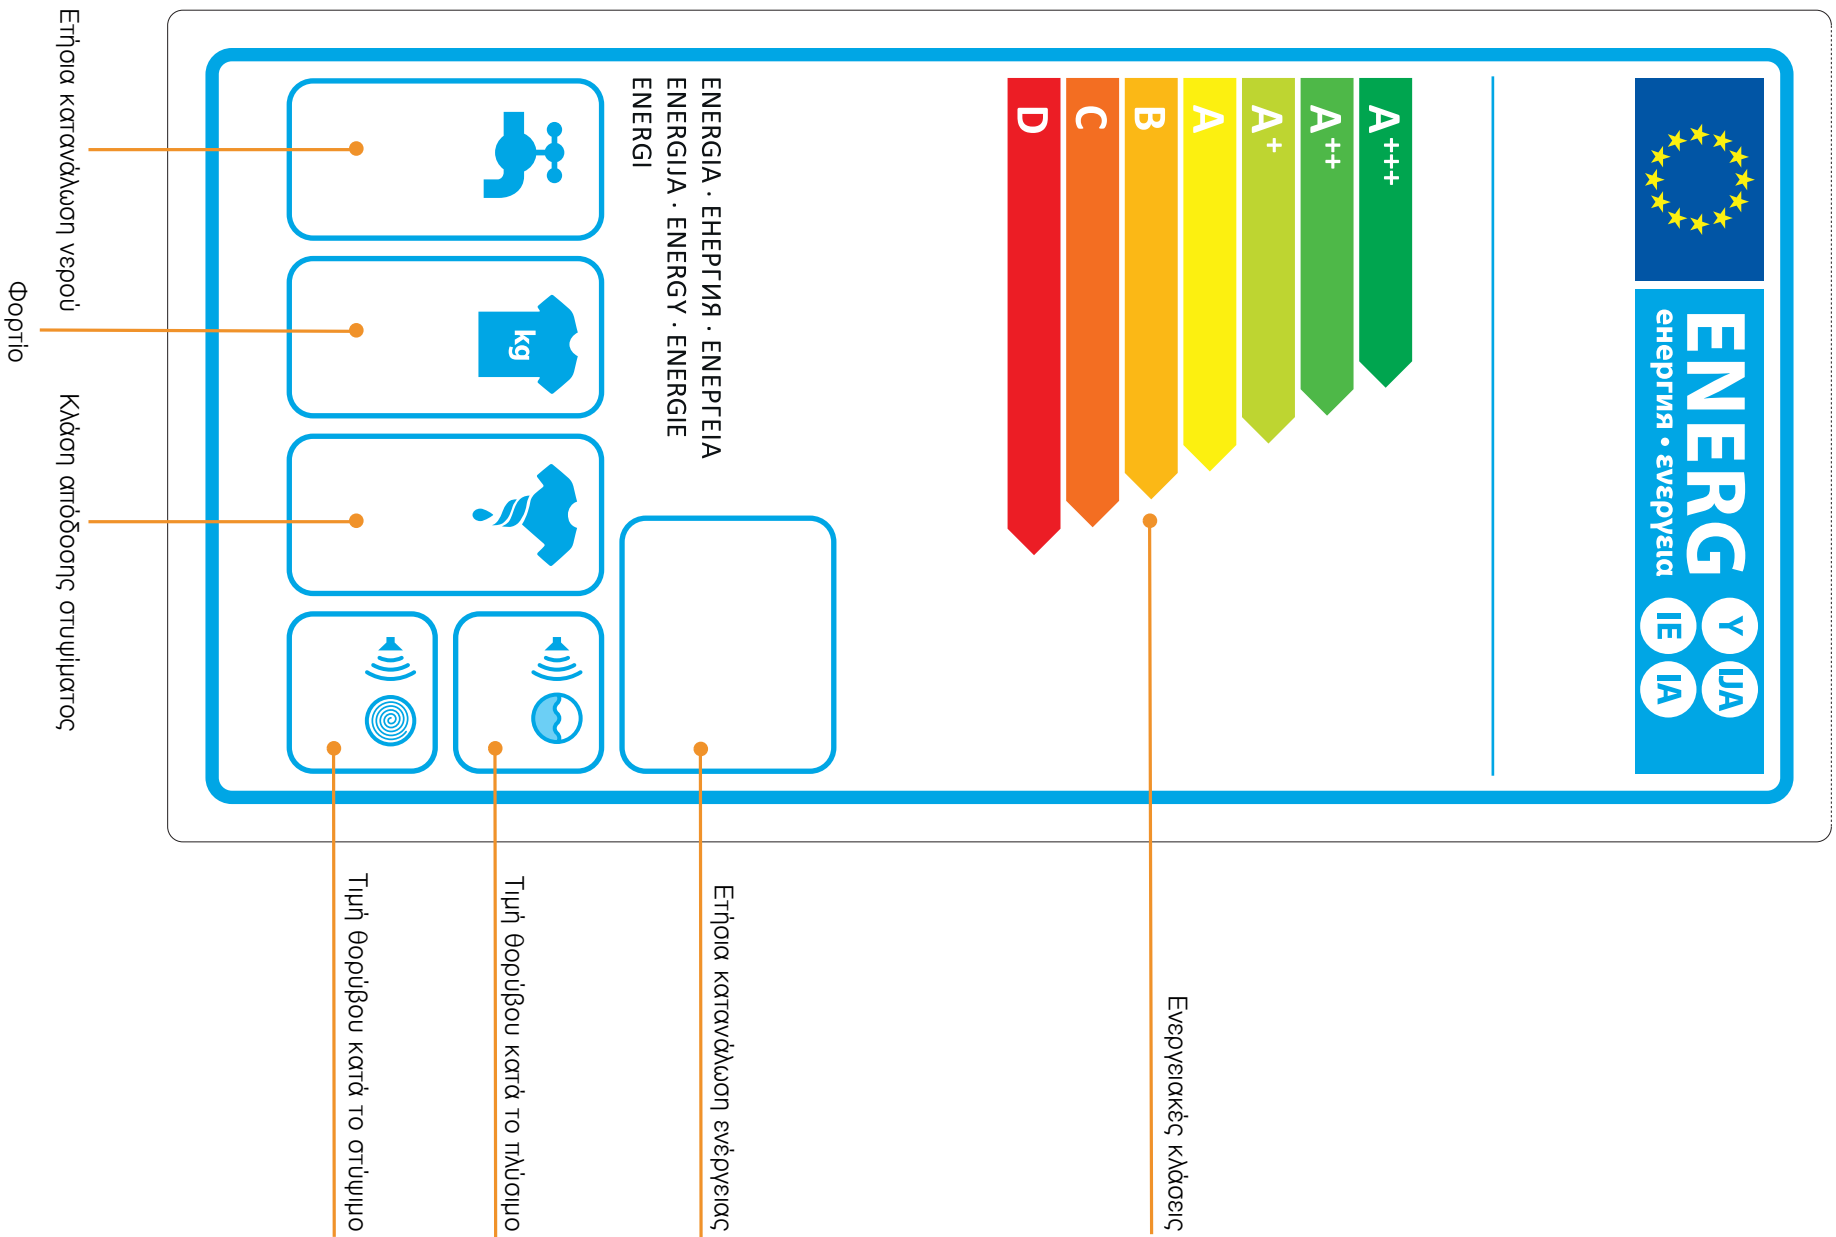 ENERG
енергия · ενεργεια
Y
IJA
IE
IA
A+++
A++
A+
A
B
C
D
Ενεργειακές κλάσεις
ENERGIA · ЕНЕРГИЯ · ΕΝΕΡΓΕΙΑ
ENERGIJA · ENERGY · ENERGIE
ENERGI
Ετήσια κατανάλωση ενέργειας
kg
Τιμή θορύβου κατά το πλύσιμο
Τιμή θορύβου κατά το στύψιμο
Ετήσια κατανάλωση νερού
Φορτίο
Κλάση απόδοσης στυψίματος